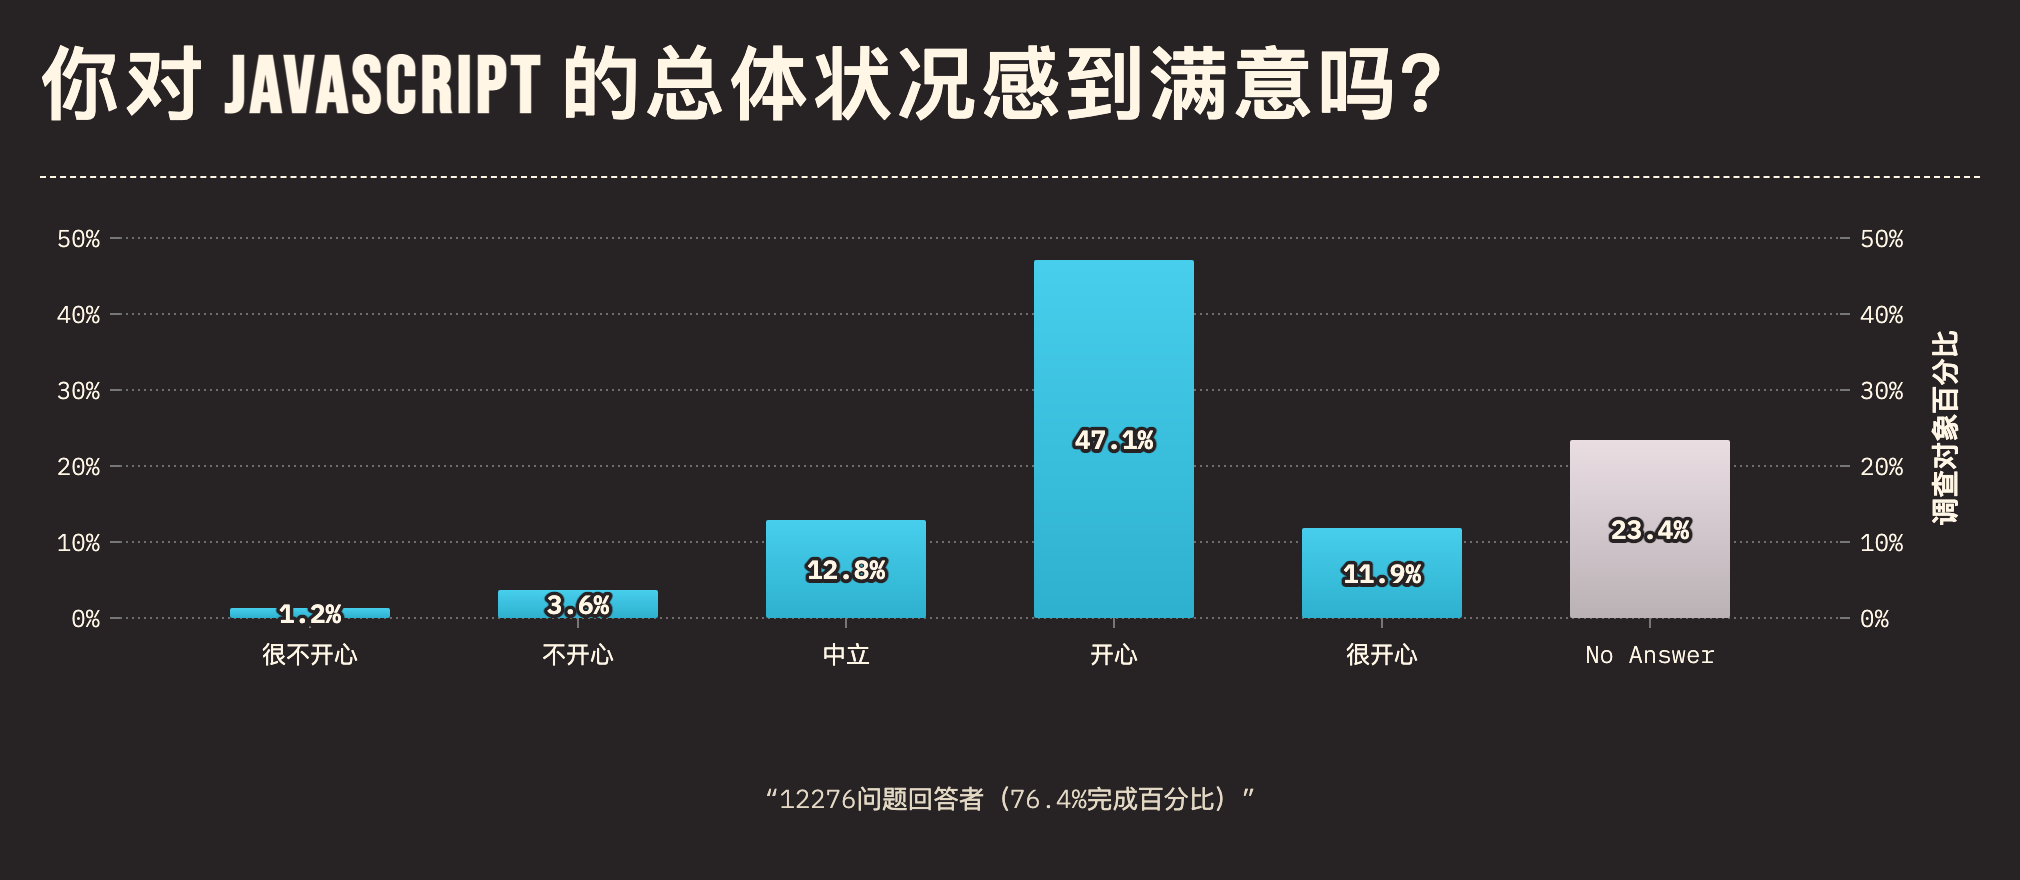 你对 JAVASCRIPT 的总体状况感到满意吗?
50%
40%
30%
20%
10%
0%
50%
40%
30%
20%
10%
0%
调查对象百分比
1.2%
3.6%
12.8%
47.1%
11.9%
23.4%
很不开心
不开心
中立
开心
很开心
No Answer
“12276问题回答者（76.4%完成百分比）”